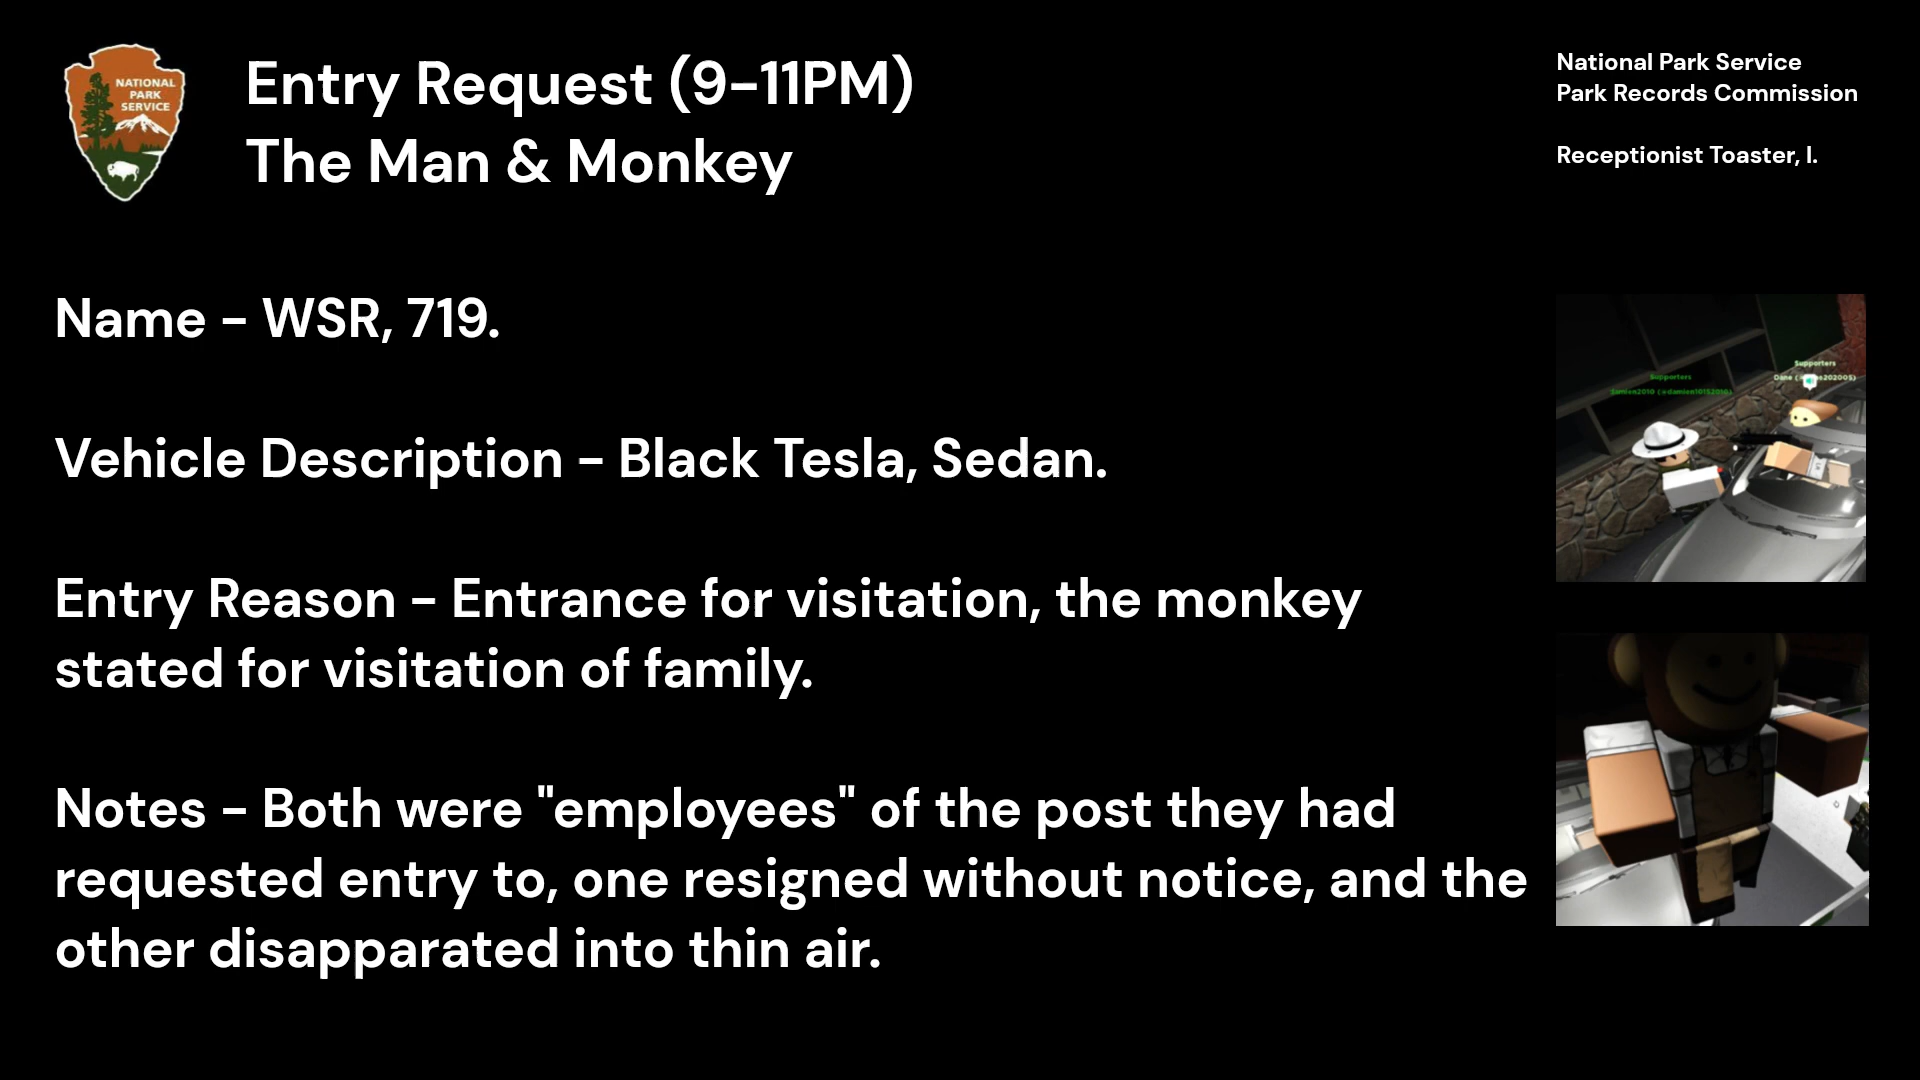 NATIONAL
PARK
SERVICE
Entry Request (9-11PM)
The Man & Monkey
National Park Service
Park Records Commission
Receptionist Toaster, I.
Name - WSR, 719.
Vehicle Description - Black Tesla, Sedan.
Entry Reason - Entrance for visitation, the monkey
stated for visitation of family.
Notes - Both were "employees" of the post they had
requested entry to, one resigned without notice, and the
other disapparated into thin air.
Supporters
Supporters